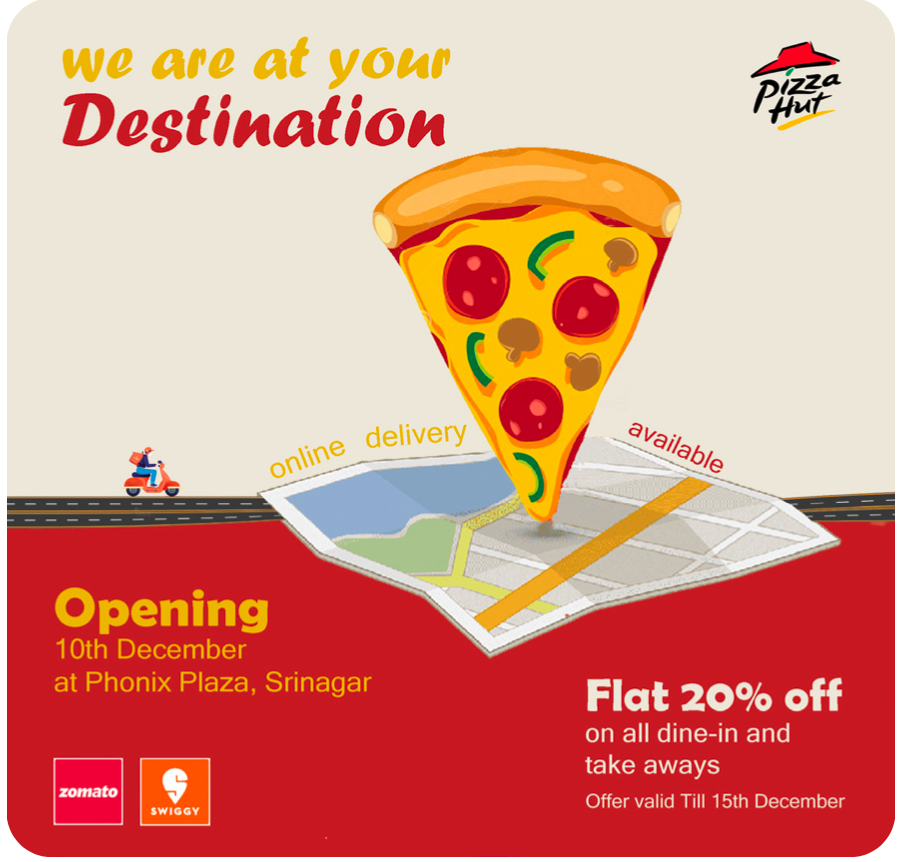 we are at your
Destination
Pizza
Hut
online delivery
available
Opening
10th December
at Phonix Plaza, Srinagar
Flat 20% off
on all dine-in and
take aways
Offer valid Till 15th December
zomato
SWIGGY